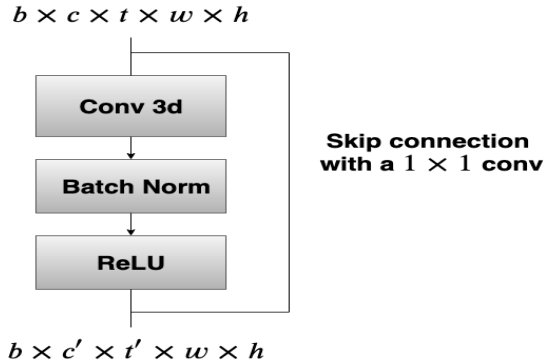 b × c × t × w × h
Conv 3d
Batch Norm
ReLU
Skip connection
with a 1 × 1 conv
b × c′ × t′ × w × h